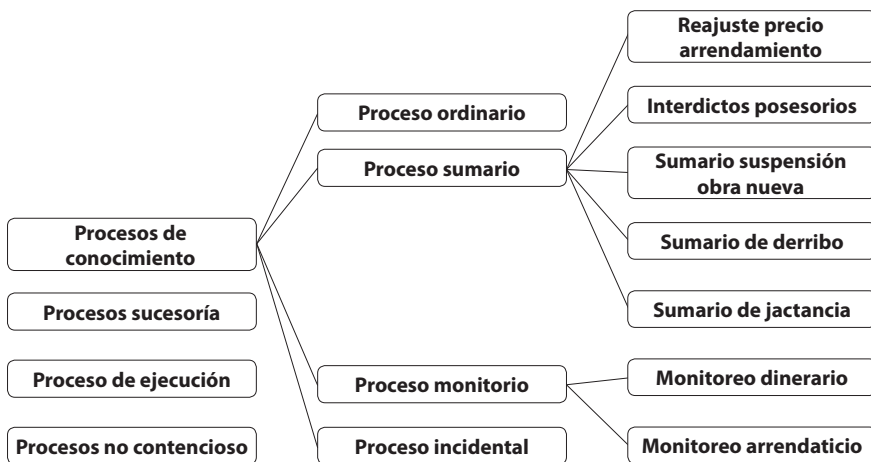 Procesos de
conocimiento
Procesos sucesoría
Proceso de ejecución
Procesos no contencioso
Proceso ordinario
Proceso sumario
Proceso monitorio
Proceso incidental
Reajuste precio
arrendamiento
Interdictos posesorios
Sumario suspensión
obra nueva
Sumario de derribo
Sumario de jactancia
Monitoreo dinerario
Monitoreo arrendaticio